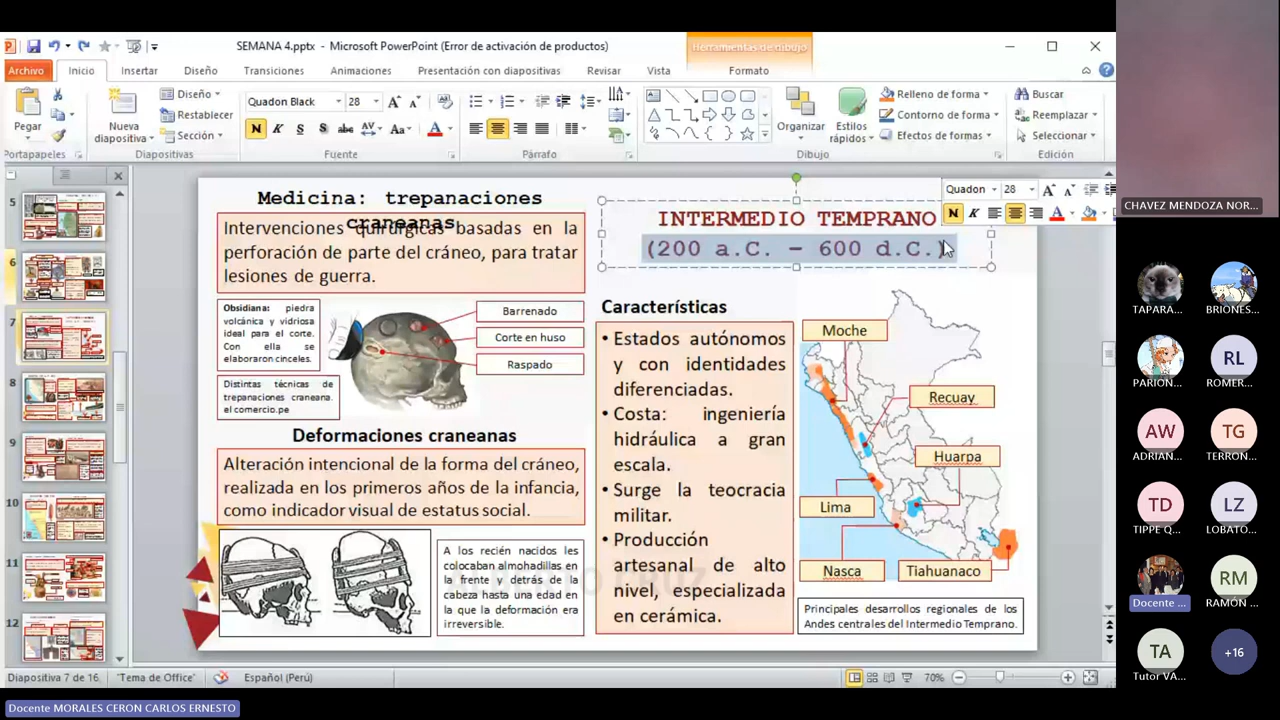 SEMANA 4.pptx - Microsoft PowerPoint (Error de activación de productos)
Herramientas de dibujo
Archivo
Inicio
Insertar
Diseño
Transiciones
Animaciones
Presentación con diapositivas
Revisar
Vista
Formato
Pegar
Portapapeles
Nueva
diapositiva
Diseño
Restablecer
Sección
Diapositivas
Quadon Black
28
Fuente
Párrafo
Organizar
Estilos
rápidos
Relleno de forma
Contorno de forma
Efectos de formas
Dibujo
Buscar
Reemplazar
Seleccionar
Edición
Quadon
28
5
6
7
8
9
10
11
12
Medicina: trepanaciones
craneanas
Intervenciones quirúrgicas basadas en la
perforación de parte del cráneo, para tratar
lesiones de guerra.
Obsidiana: piedra
volcánica y vidriosa
ideal para el corte.
Con ella se
elaboraron cinceles.
Distintas técnicas de
trepanaciones craneana.
el comercio.pe
Barrenado
Corte en huso
Raspado
Deformaciones craneanas
Alteración intencional de la forma del cráneo,
realizada en los primeros años de la infancia,
como indicador visual de estatus social.
A los recién nacidos les
colocaban almohadillas en
la frente y detrás de la
cabeza hasta una edad en
la que la deformación era
irreversible.
INTERMEDIO TEMPRANO
(200 a.C. – 600 d.C.)
Características
• Estados autónomos
y con identidades
diferenciadas.
• Costa: ingeniería
hidráulica a gran
escala.
• Surge la teocracia
militar.
• Producción
artesanal de alto
nivel, especializada
en cerámica.
Moche
Recuay
Huarpa
Lima
Nasca
Tiahuanaco
Principales desarrollos regionales de los
Andes centrales del Intermedio Temprano.
Diapositiva 7 de 16
"Tema de Office"
Español (Perú)
70%
Docente MORALES CERON CARLOS ERNESTO
CHAVEZ MENDOZA NOR...
TAPARA...
BRIONES...
PARION...
RL
ROMER...
AW
ADRIAN...
TG
TERRON...
TD
TIPPE Q...
LZ
LOBATO...
Docente ...
RM
RAMÓN ...
TA
Tutor VA...
+16